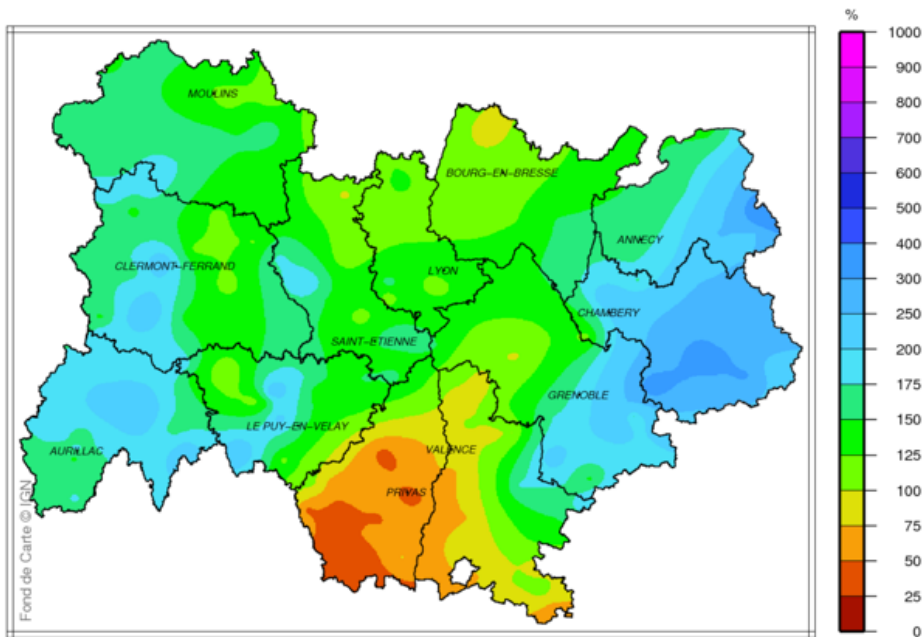 %
1000
900
800
700
600
500
400
300
250
200
175
150
125
100
75
50
25
0
MOULINS
BOURG-EN-BRESSE
ANNECY
CLERMONT-FERRAND
LYON
CHAMBERY
SAINT-ETIENNE
GRENOBLE
LE PUY-EN-VELAY
AURILLAC
VALENCE
PRIVAS
Fond de Carte © IGN